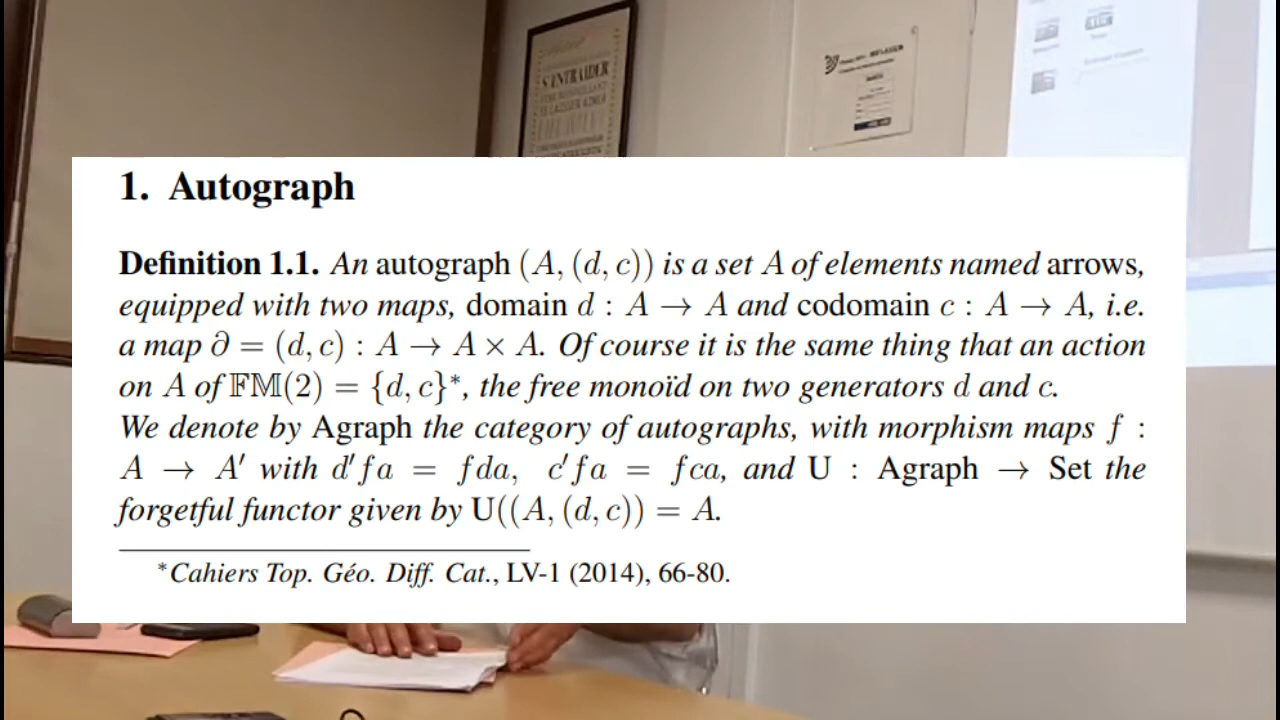 S'ENTRAIDER
1. Autograph
Definition 1.1. An autograph (A, (d, c)) is a set A of elements named arrows,
equipped with two maps, domain d : A → A and codomain c : A → A, i.e.
a map ∂ = (d, c) : A → A × A. Of course it is the same thing that an action
on A of 𝔽𝕄(2) = {d, c}*, the free monoïd on two generators d and c.
We denote by Agraph the category of autographs, with morphism maps f :
A → A′ with d′fa = fda, c′fa = fca, and U : Agraph → Set the
forgetful functor given by U((A, (d, c)) = A.
*Cahiers Top. Géo. Diff. Cat., LV-1 (2014), 66-80.